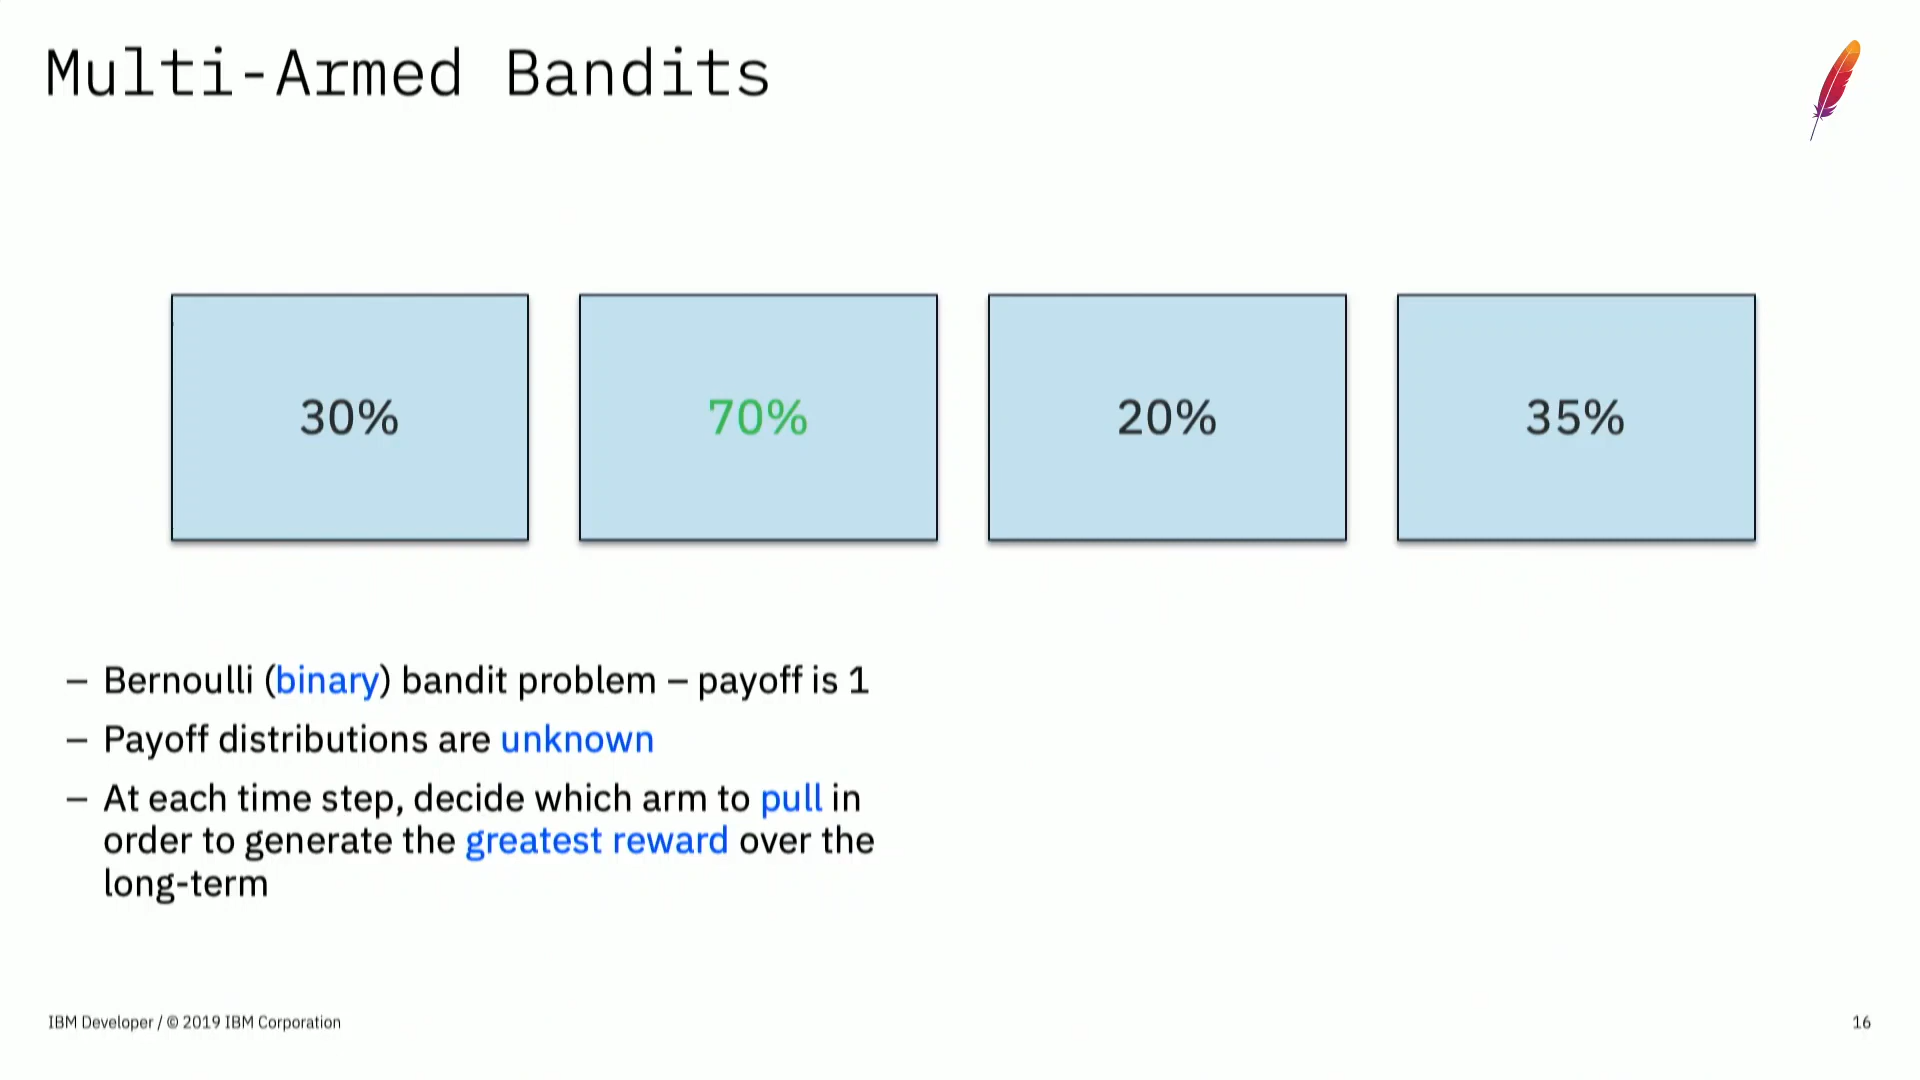 Multi-Armed Bandits
30%
70%
20%
35%
– Bernoulli (binary) bandit problem – payoff is 1
– Payoff distributions are unknown
– At each time step, decide which arm to pull in
order to generate the greatest reward over the
long-term
IBM Developer / © 2019 IBM Corporation
16